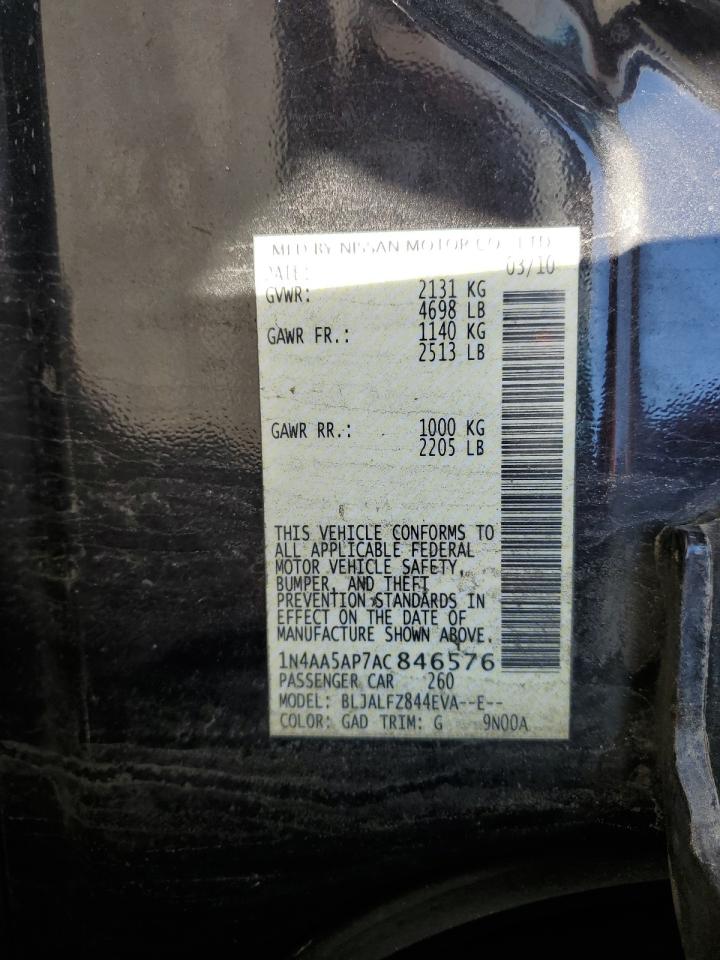 MFD BY NISSAN MOTOR CO., LTD.
DATE: 03/10
GVWR: 2131 KG
4698 LB
GAWR FR.: 1140 KG
2513 LB
GAWR RR.: 1000 KG
2205 LB
THIS VEHICLE CONFORMS TO
ALL APPLICABLE FEDERAL
MOTOR VEHICLE SAFETY,
BUMPER, AND THEFT
PREVENTION STANDARDS IN
EFFECT ON THE DATE OF
MANUFACTURE SHOWN ABOVE.
1N4AA5AP7AC846576
PASSENGER CAR 260
MODEL: BLJALFZ844EVA--E--
COLOR: GAD TRIM: G 9N00A